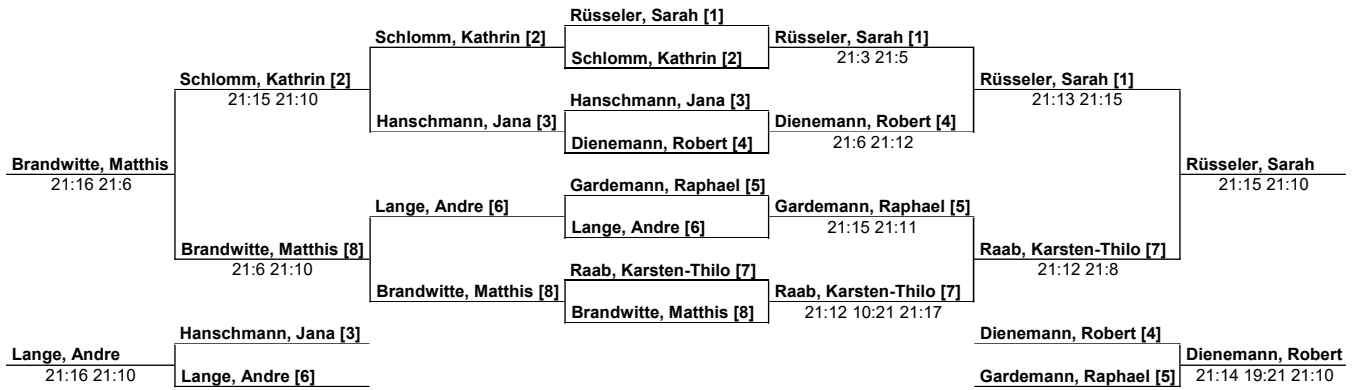 Rüsseler, Sarah [1]
Schlomm, Kathrin [2] Rüsseler, Sarah [1]
Schlomm, Kathrin [2] 21:3 21:5
Schlomm, Kathrin [2] Rüsseler, Sarah [1]
21:15 21:10 Hanschmann, Jana [3] 21:13 21:15
Hanschmann, Jana [3] Dienemann, Robert [4]
Dienemann, Robert [4] 21:6 21:12
Brandwitte, Matthis Rüsseler, Sarah
21:16 21:6 Gardemann, Raphael [5] 21:15 21:10
Lange, Andre [6] Gardemann, Raphael [5]
Lange, Andre [6] 21:15 21:11
Brandwitte, Matthis [8] Raab, Karsten-Thilo [7]
21:6 21:10 Raab, Karsten-Thilo [7] 21:12 21:8
Brandwitte, Matthis [8] Raab, Karsten-Thilo [7]
Brandwitte, Matthis [8] 21:12 10:21 21:17
Hanschmann, Jana [3] Dienemann, Robert [4]
Lange, Andre Dienemann, Robert
21:16 21:10 Lange, Andre [6] Gardemann, Raphael [5] 21:14 19:21 21:10